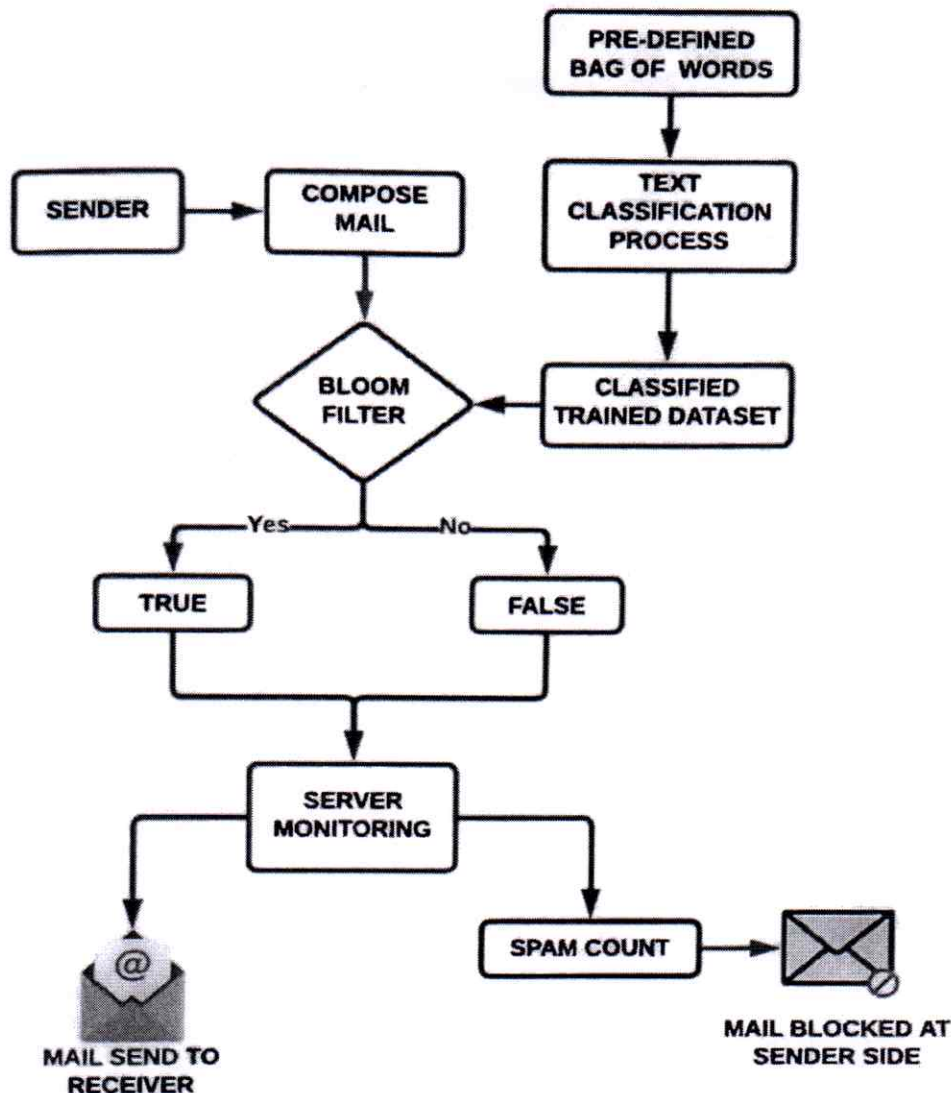 PRE-DEFINED
BAG OF WORDS
SENDER
COMPOSE
MAIL
TEXT
CLASSIFICATION
PROCESS
BLOOM
FILTER
CLASSIFIED
TRAINED DATASET
Yes
No
TRUE
FALSE
SERVER
MONITORING
SPAM COUNT
@
MAIL SEND TO
RECEIVER
MAIL BLOCKED AT
SENDER SIDE